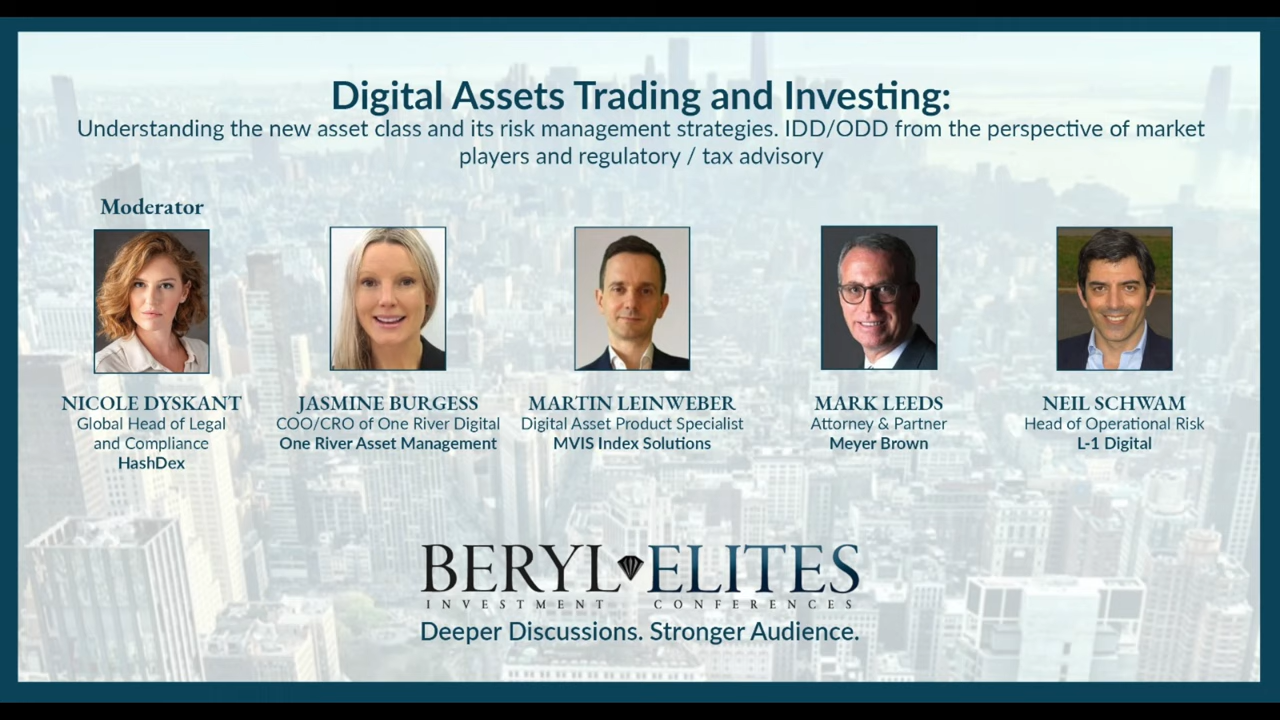 Digital Assets Trading and Investing:
Understanding the new asset class and its risk management strategies. IDD/ODD from the perspective of market
players and regulatory / tax advisory
Moderator
NICOLE DYSKANT
Global Head of Legal
and Compliance
HashDex
JASMINE BURGESS
COO/CRO of One River Digital
One River Asset Management
MARTIN LEINWEBER
Digital Asset Product Specialist
MVIS Index Solutions
MARK LEEDS
Attorney & Partner
Meyer Brown
NEIL SCHWAM
Head of Operational Risk
L-1 Digital
BERYL ELITES
INVESTMENT CONFERENCES
Deeper Discussions. Stronger Audience.